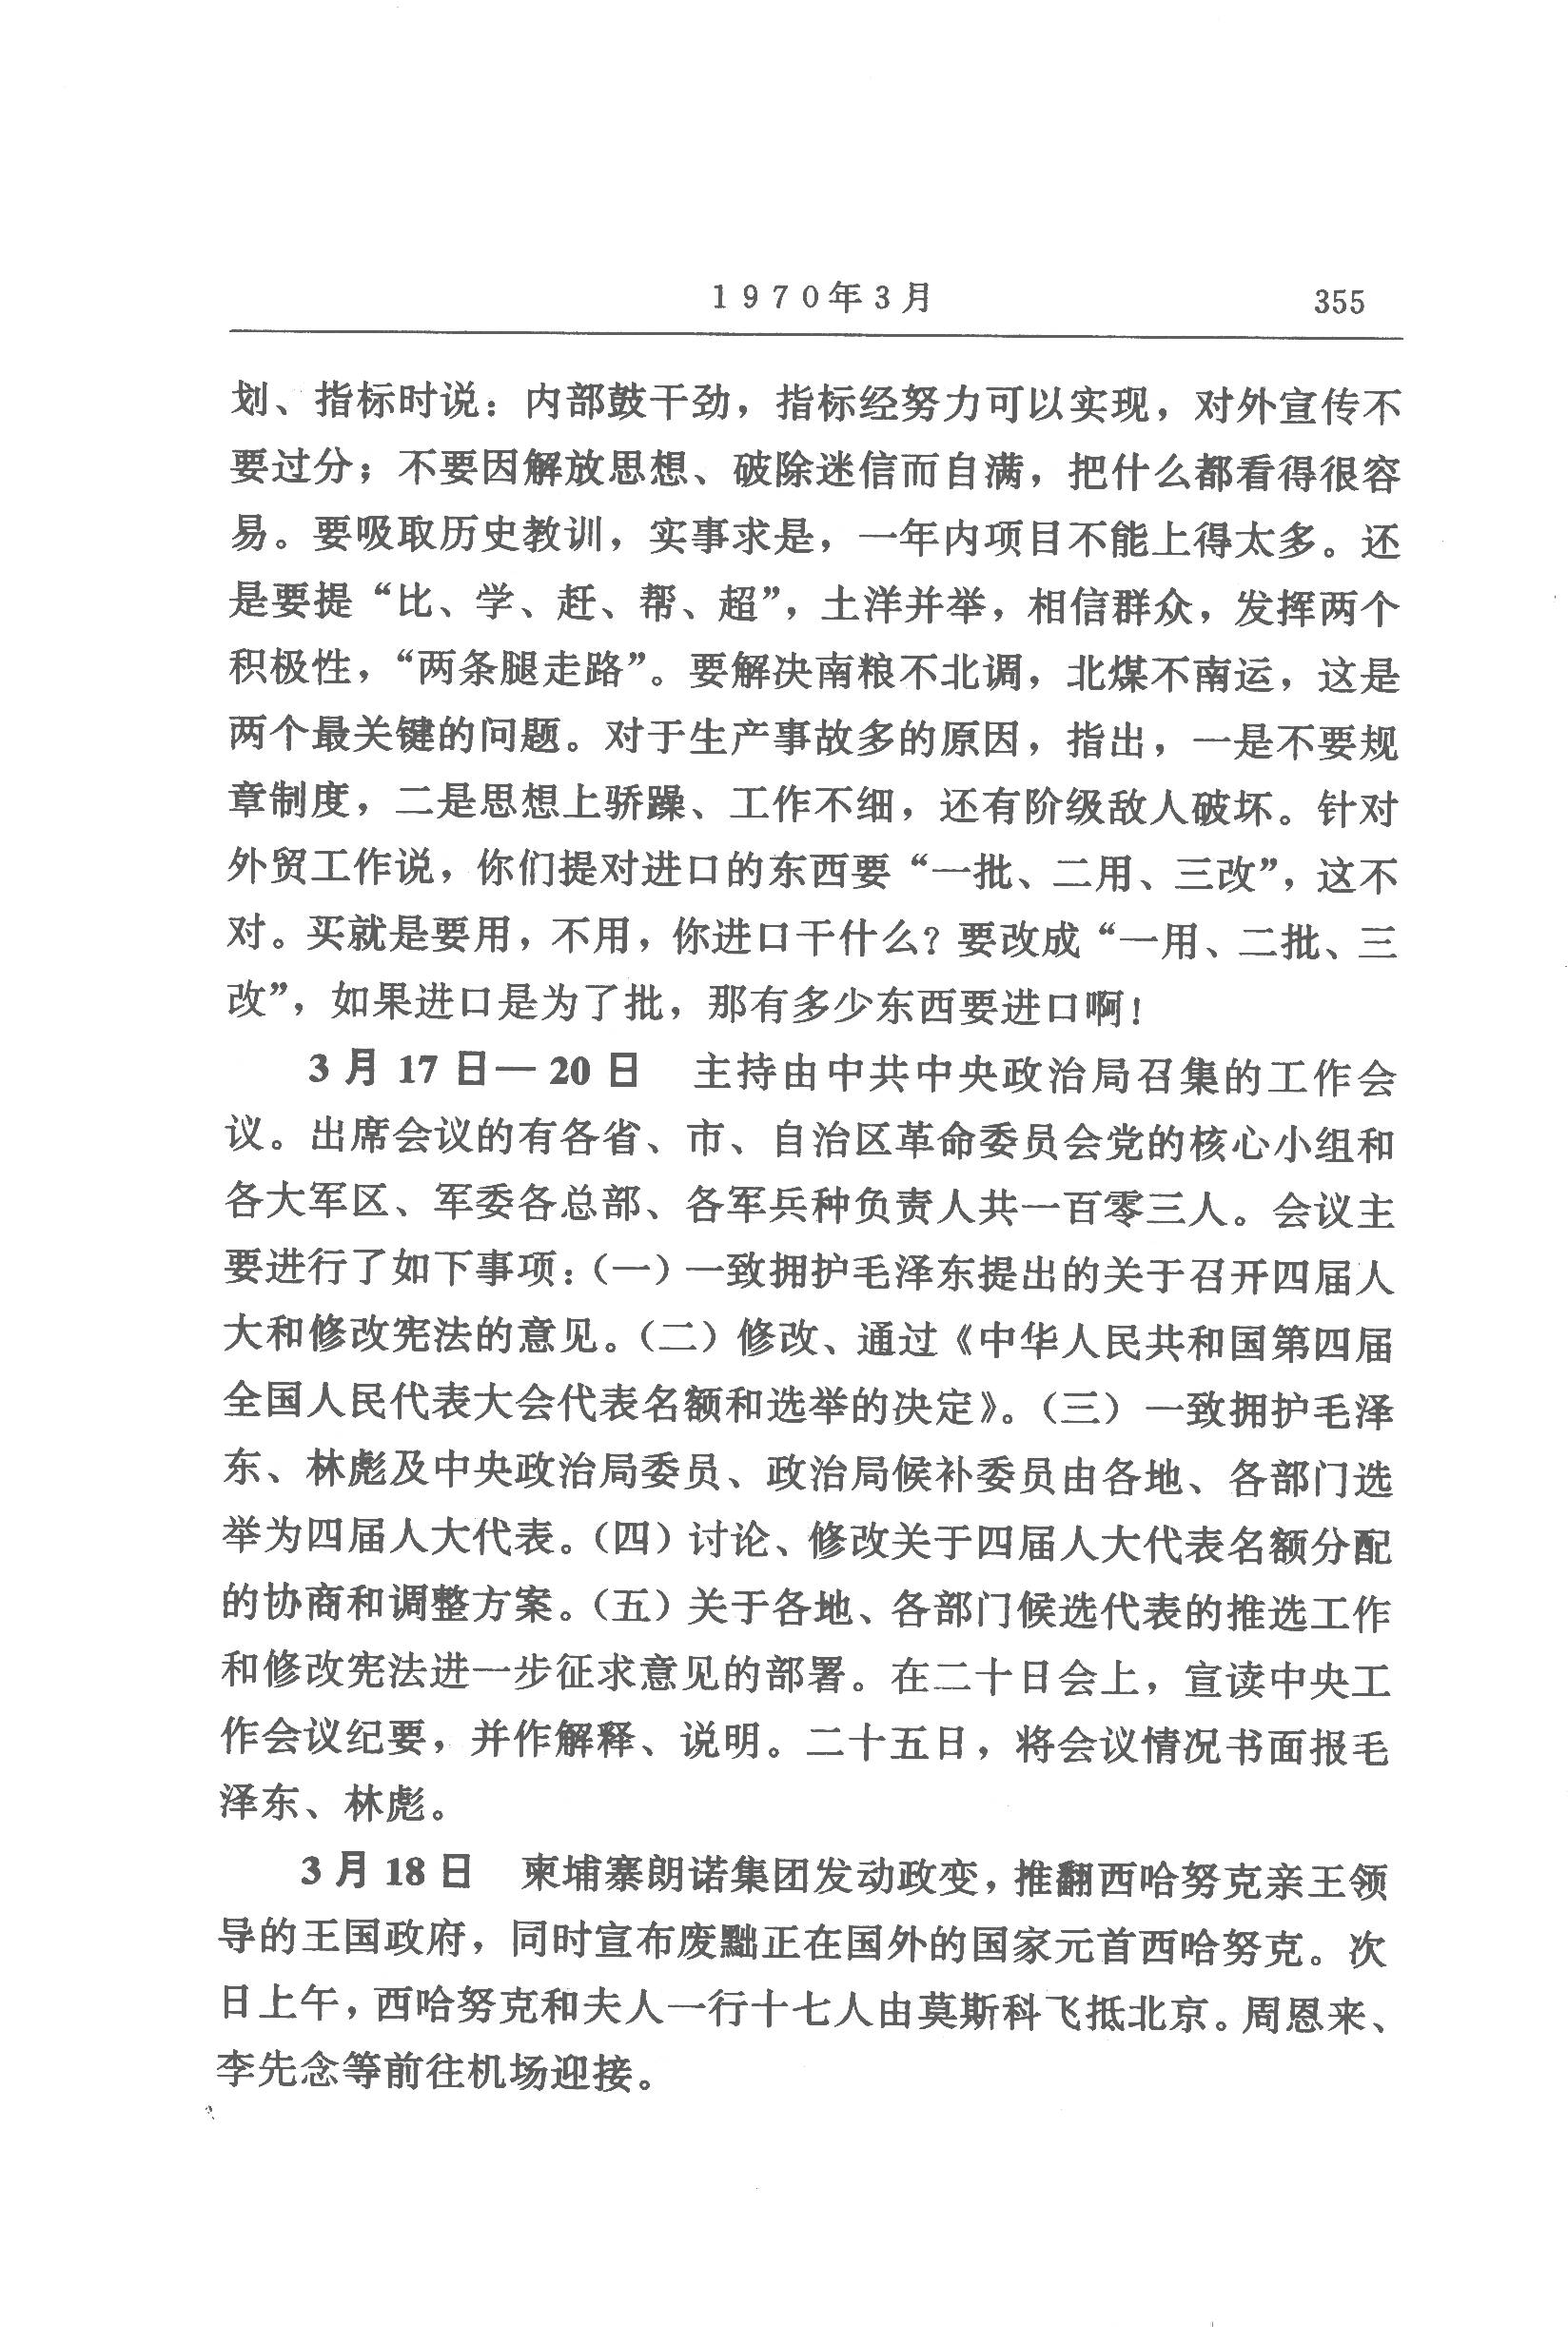 1970年3月 355
划、指标时说：内部鼓干劲，指标经努力可以实现，对外宣传不
要过分；不要因解放思想、破除迷信而自满，把什么都看得很容
易。要吸取历史教训，实事求是，一年内项目不能上得太多。还
是要提“比、学、赶、帮、超”，土洋并举，相信群众，发挥两个
积极性，“两条腿走路”。要解决南粮不北调，北煤不南运，这是
两个最关键的问题。对于生产事故多的原因，指出，一是不要规
章制度，二是思想上骄躁、工作不细，还有阶级敌人破坏。针对
外贸工作说，你们提对进口的东西要“一批、二用、三改”，这不
对。买就是要用，不用，你进口干什么？要改成“一用、二批、三
改”，如果进口是为了批，那有多少东西要进口啊！
3月17日—20日 主持由中共中央政治局召集的工作会
议。出席会议的有各省、市、自治区革命委员会党的核心小组和
各大军区、军委各总部、各军兵种负责人共一百零三人。会议主
要进行了如下事项：（一）一致拥护毛泽东提出的关于召开四届人
大和修改宪法的意见。（二）修改、通过《中华人民共和国第四届
全国人民代表大会代表名额和选举的决定》。（三）一致拥护毛泽
东、林彪及中央政治局委员、政治局候补委员由各地、各部门选
举为四届人大代表。（四）讨论、修改关于四届人大代表名额分配
的协商和调整方案。（五）关于各地、各部门候选代表的推选工作
和修改宪法进一步征求意见的部署。在二十日会上，宣读中央工
作会议纪要，并作解释、说明。二十五日，将会议情况书面报毛
泽东、林彪。
3月18日 柬埔寨朗诺集团发动政变，推翻西哈努克亲王领
导的王国政府，同时宣布废黜正在国外的国家元首西哈努克。次
日上午，西哈努克和夫人一行十七人由莫斯科飞抵北京。周恩来、
李先念等前往机场迎接。